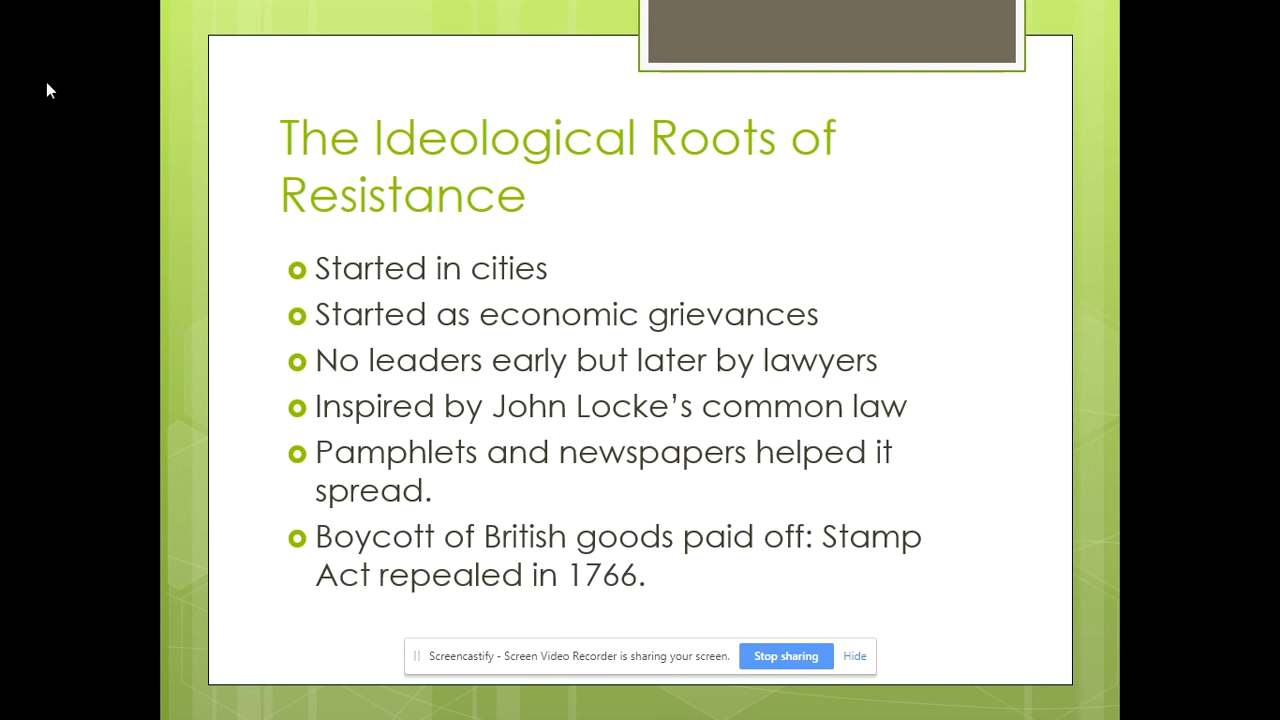 The Ideological Roots of
Resistance
Started in cities
Started as economic grievances
No leaders early but later by lawyers
Inspired by John Locke’s common law
Pamphlets and newspapers helped it
spread.
Boycott of British goods paid off: Stamp
Act repealed in 1766.
Screencastify - Screen Video Recorder is sharing your screen. Stop sharing Hide